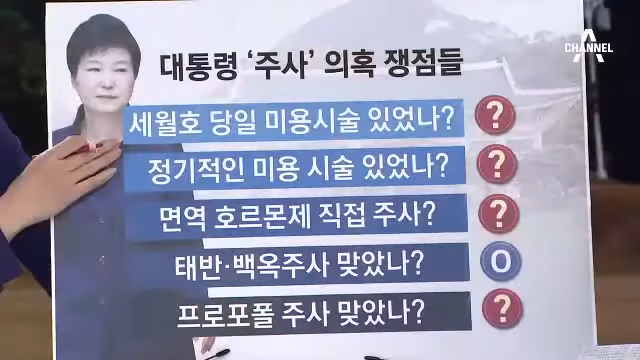 CHANNEL A
대통령 ‘주사’ 의혹 쟁점들
세월호 당일 미용시술 있었나? ?
정기적인 미용 시술 있었나? ?
면역 호르몬제 직접 주사? ?
태반·백옥주사 맞았나? O
프로포폴 주사 맞았나? ?